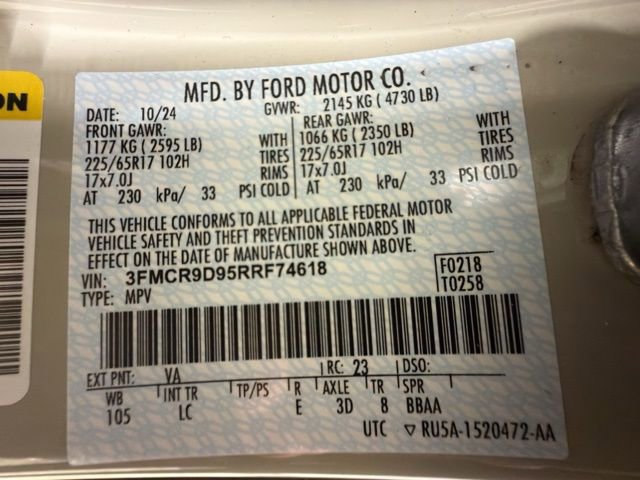 ON
MFD. BY FORD MOTOR CO.
DATE: 10/24 GVWR: 2145 KG ( 4730 LB)
FRONT GAWR: REAR GAWR:
1177 KG ( 2595 LB) WITH 1066 KG ( 2350 LB) WITH
225/65R17 102H TIRES 225/65R17 102H TIRES
17x7.0J RIMS 17x7.0J RIMS
AT 230 kPa/ 33 PSI COLD AT 230 kPa/ 33 PSI COLD
THIS VEHICLE CONFORMS TO ALL APPLICABLE FEDERAL MOTOR
VEHICLE SAFETY AND THEFT PREVENTION STANDARDS IN
EFFECT ON THE DATE OF MANUFACTURE SHOWN ABOVE.
VIN: 3FMCR9D95RRF74618 F0218
TYPE: MPV T0258
EXT PNT: VA RC: 23 DSO:
WB INT TR TP/PS R AXLE TR SPR
105 LC E 3D 8 BBAA
UTC ▽ RU5A-1520472-AA